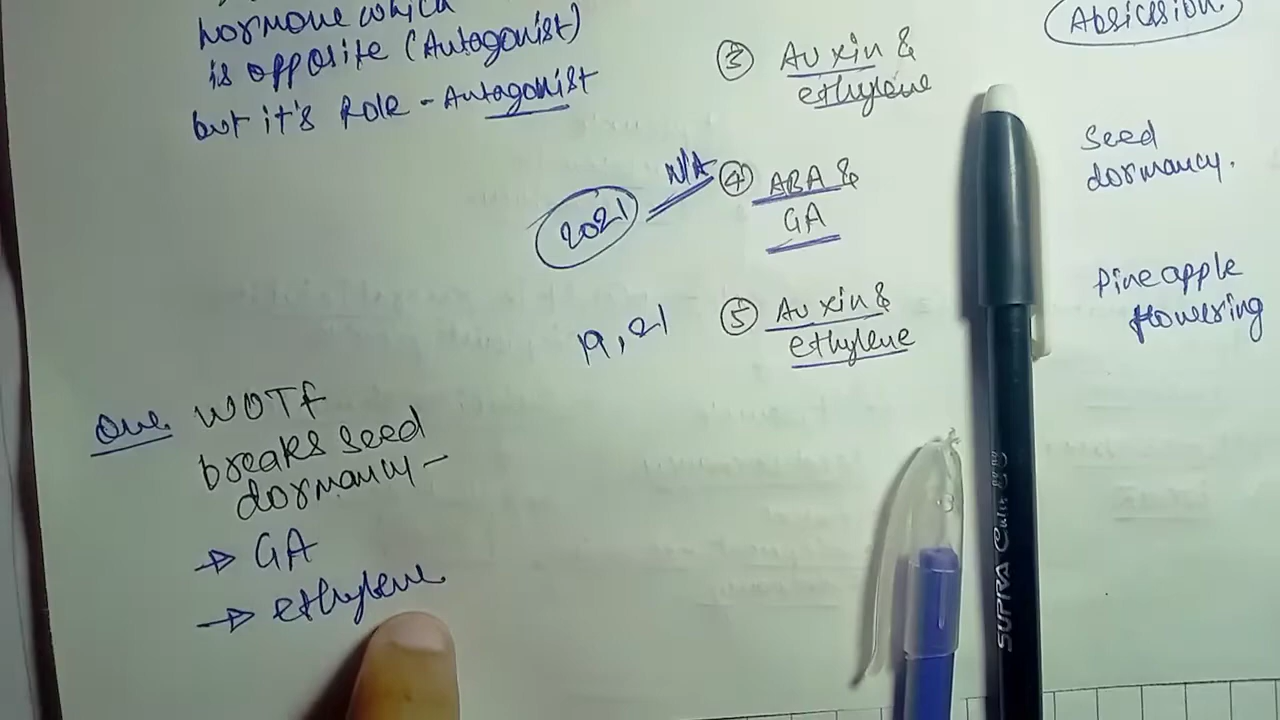 hormone which
is opposite (Antagonist)
but it's Role - Antagonist
③ Auxin &
ethylene
Abscission.
2021 N/A ④ ABA &
GA
Seed
dormancy.
19, 21 ⑤ Auxin &
ethylene
Pineapple
flowering
Que. WOTF
breaks seed
dormancy -
→ GA
→ ethylene
SUPRA